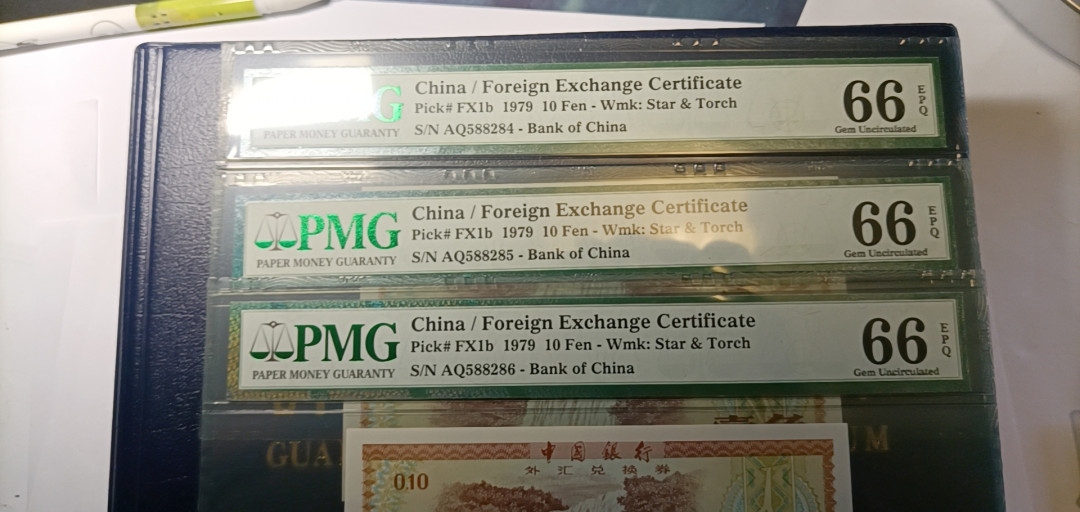 G
PAPER MONEY GUARANTY
China / Foreign Exchange Certificate
Pick# FX1b 1979 10 Fen - Wmk: Star & Torch
S/N AQ588284 - Bank of China
66
EPQ
Gem Uncirculated
PMG
PAPER MONEY GUARANTY
China / Foreign Exchange Certificate
Pick# FX1b 1979 10 Fen - Wmk: Star & Torch
S/N AQ588285 - Bank of China
66
EPQ
Gem Uncirculated
PMG
PAPER MONEY GUARANTY
China / Foreign Exchange Certificate
Pick# FX1b 1979 10 Fen - Wmk: Star & Torch
S/N AQ588286 - Bank of China
66
EPQ
Gem Uncirculated
GUA
UM
中国银行
外汇兑换券
0.10